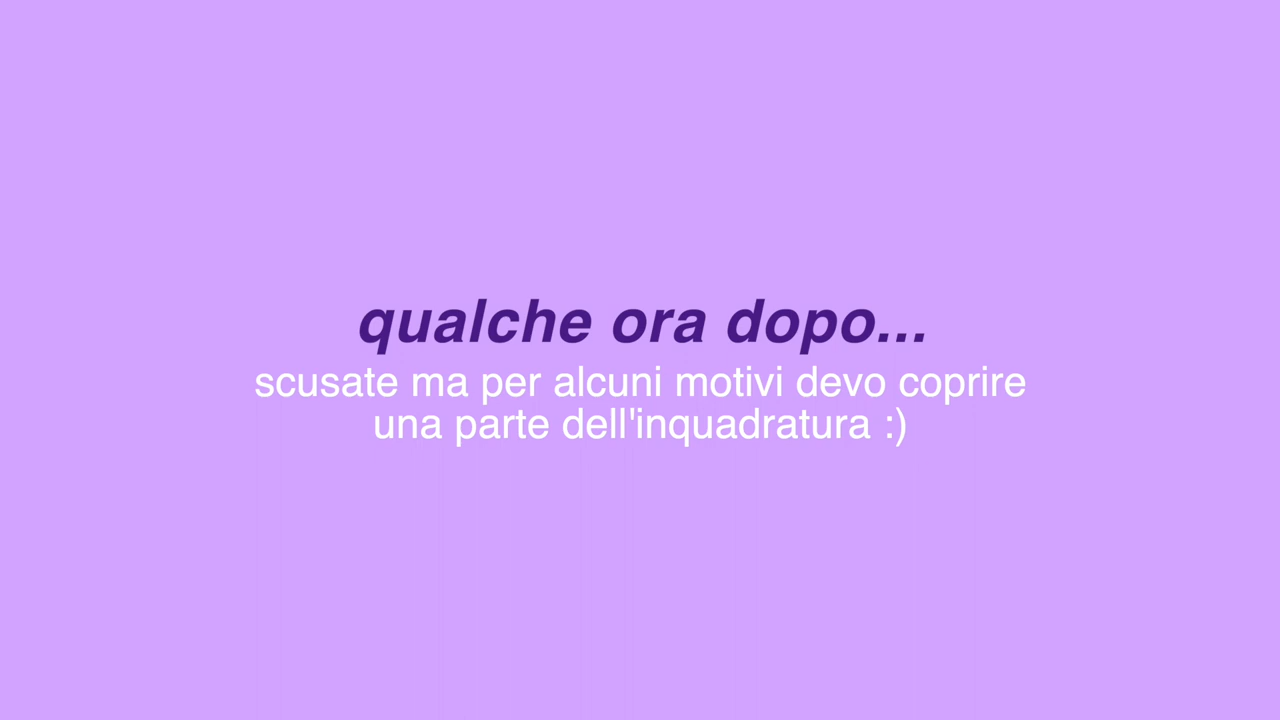 qualche ora dopo...
scusate ma per alcuni motivi devo coprire
una parte dell'inquadratura :)